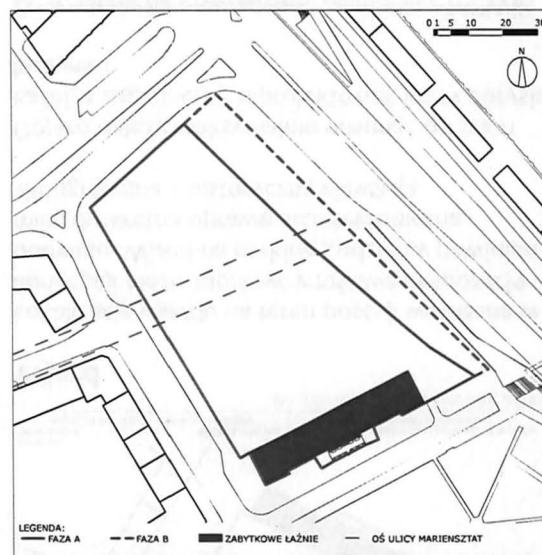 0 1 5 10 20 30
N
LEGENDA:
FAZA A FAZA B ZABYTKOWE ŁAŹNIE OŚ ULICY MARIENSZTAT